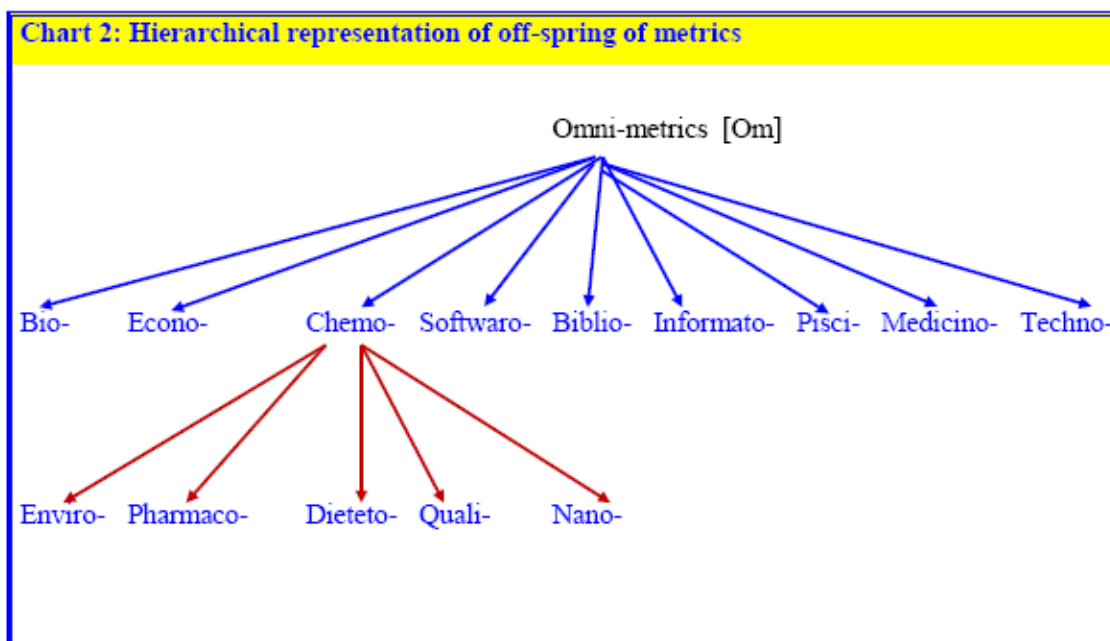 Chart 2: Hierarchical representation of off-spring of metrics
Omni-metrics [Om]
Bio- Econo- Chemo- Softwaro- Biblio- Informato- Pisci- Medicino- Techno-
Enviro- Pharmaco- Dieteto- Quali- Nano-